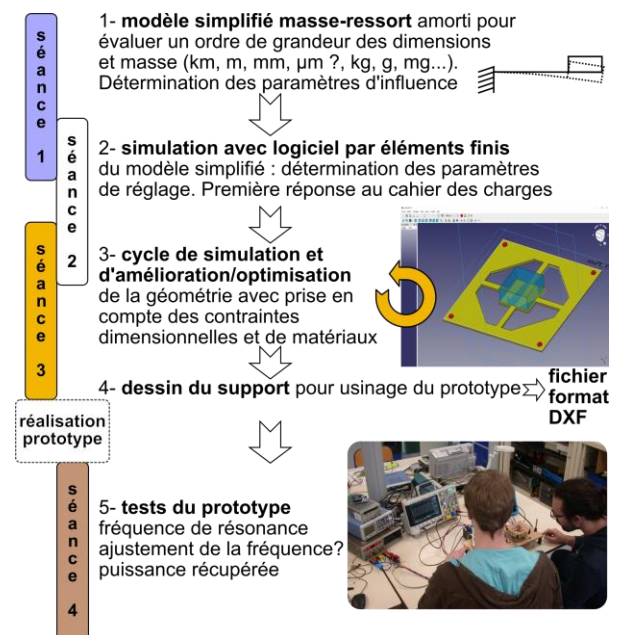 séance 1
1- modèle simplifié masse-ressort amorti pour
évaluer un ordre de grandeur des dimensions
et masse (km, m, mm, µm ?, kg, g, mg...).
Détermination des paramètres d'influence
séance 2
2- simulation avec logiciel par éléments finis
du modèle simplifié : détermination des paramètres
de réglage. Première réponse au cahier des charges
séance 3
3- cycle de simulation et
d'amélioration/optimisation
de la géométrie avec prise en
compte des contraintes
dimensionnelles et de matériaux
4- dessin du support pour usinage du prototype
fichier
format
DXF
réalisation
prototype
séance 4
5- tests du prototype
fréquence de résonance
ajustement de la fréquence?
puissance récupérée